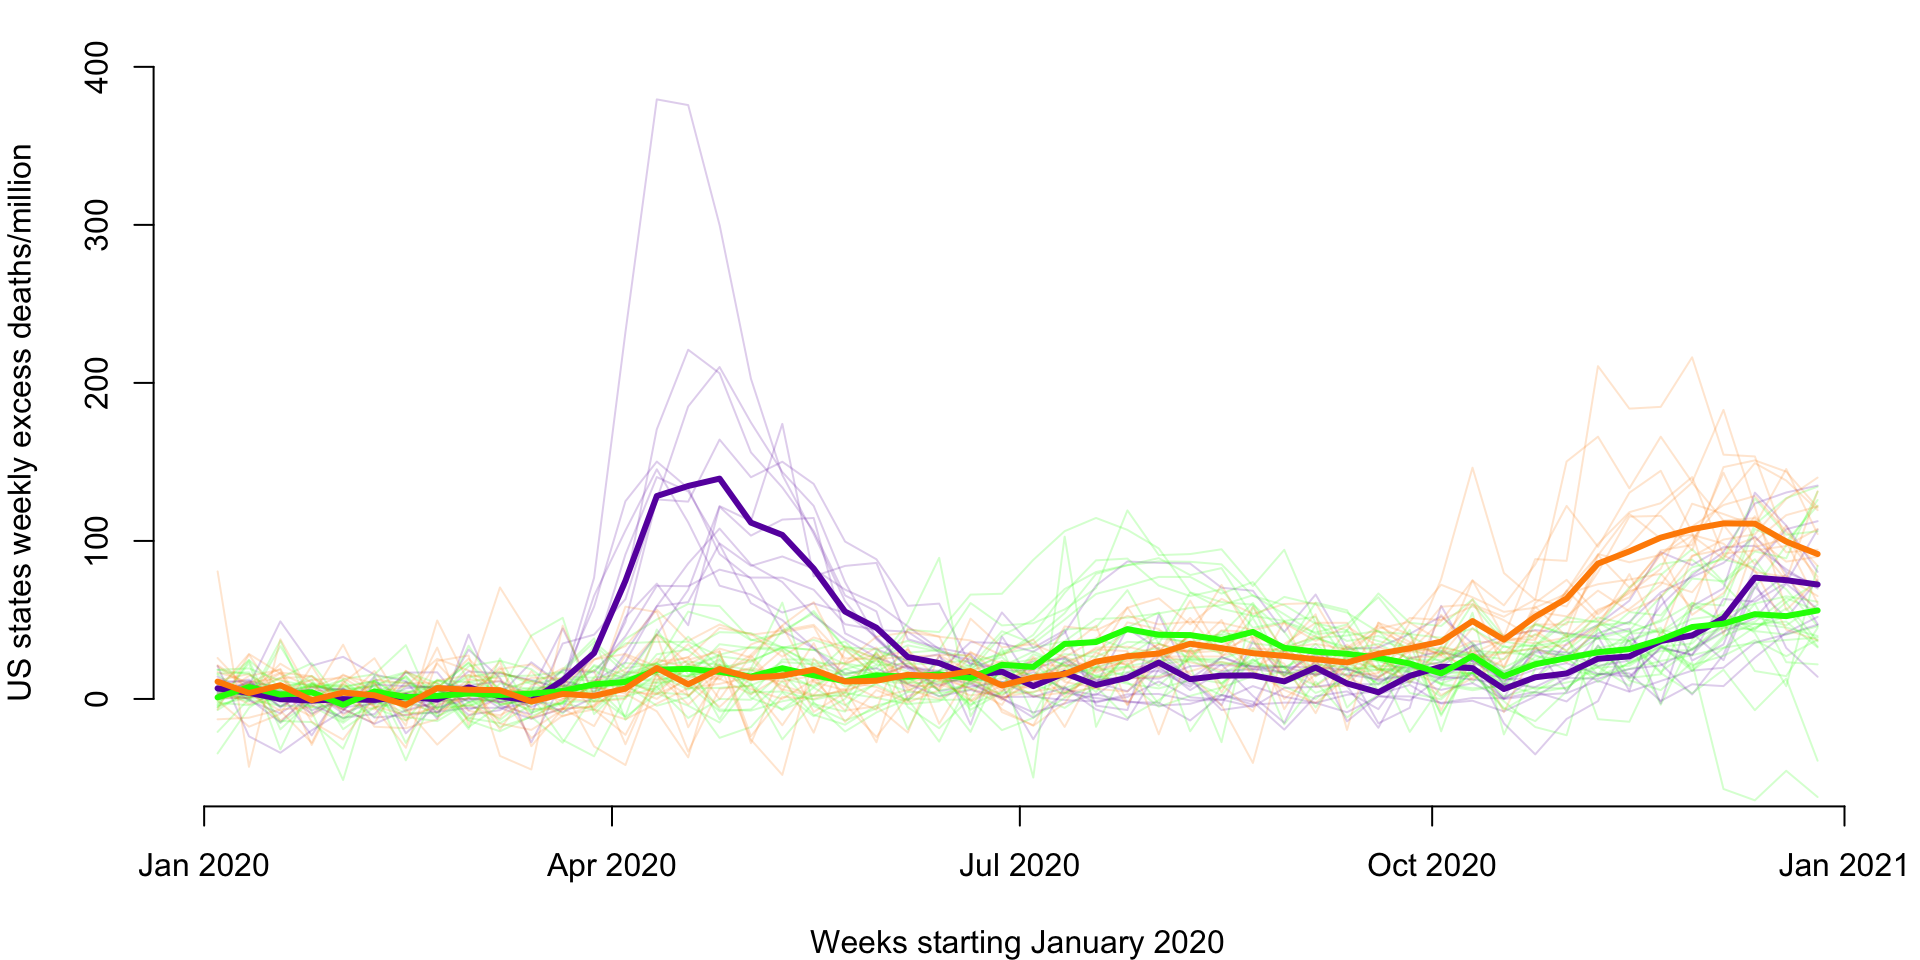 US states weekly excess deaths/million
400
300
200
100
0
Jan 2020 Apr 2020 Jul 2020 Oct 2020 Jan 2021
Weeks starting January 2020